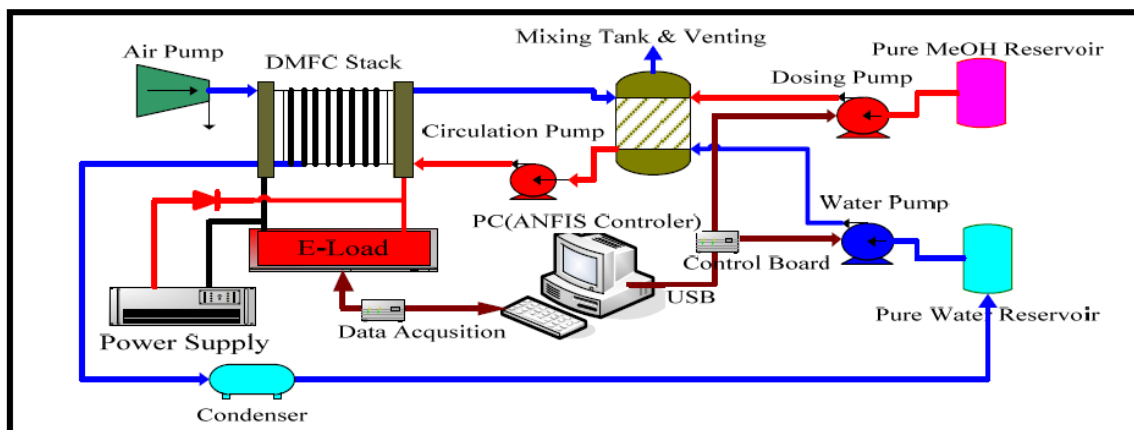 Mixing Tank & Venting
Air Pump
DMFC Stack
Pure MeOH Reservoir
Dosing Pump
Circulation Pump
Water Pump
PC(ANFIS Controler)
E-Load
Control Board
USB
Data Acqusition
Pure Water Reservoir
Power Supply
Condenser